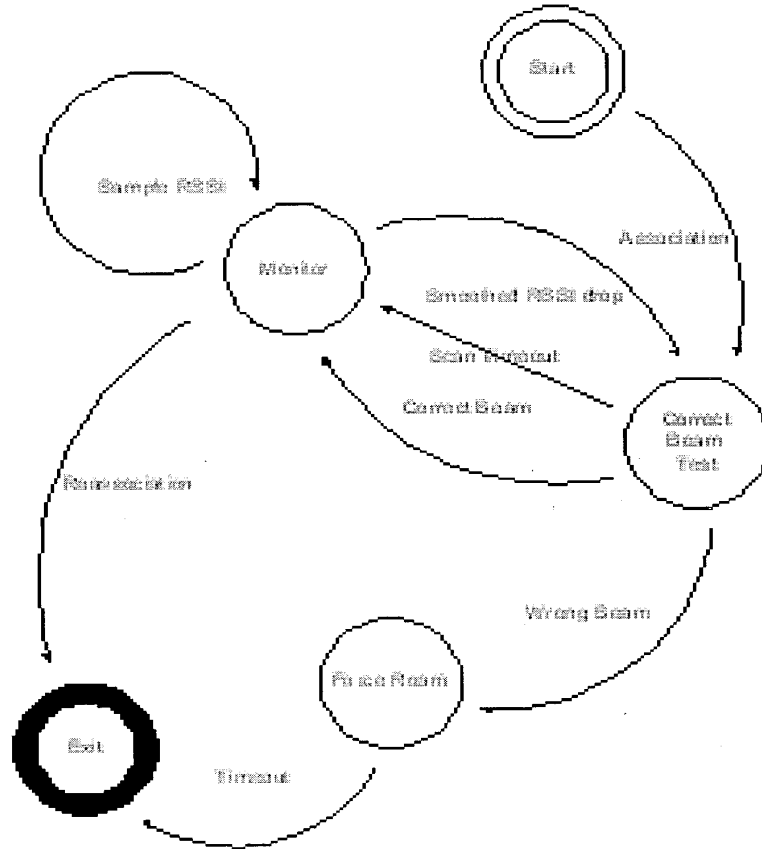 Start
Sample RSSI
Association
Monitor
Smoothed RSSI drop
Scan Timeout
Correct Beam
Correct
Beam
Test
Reassociation
Wrong Beam
Force Roam
Exit
Timeout